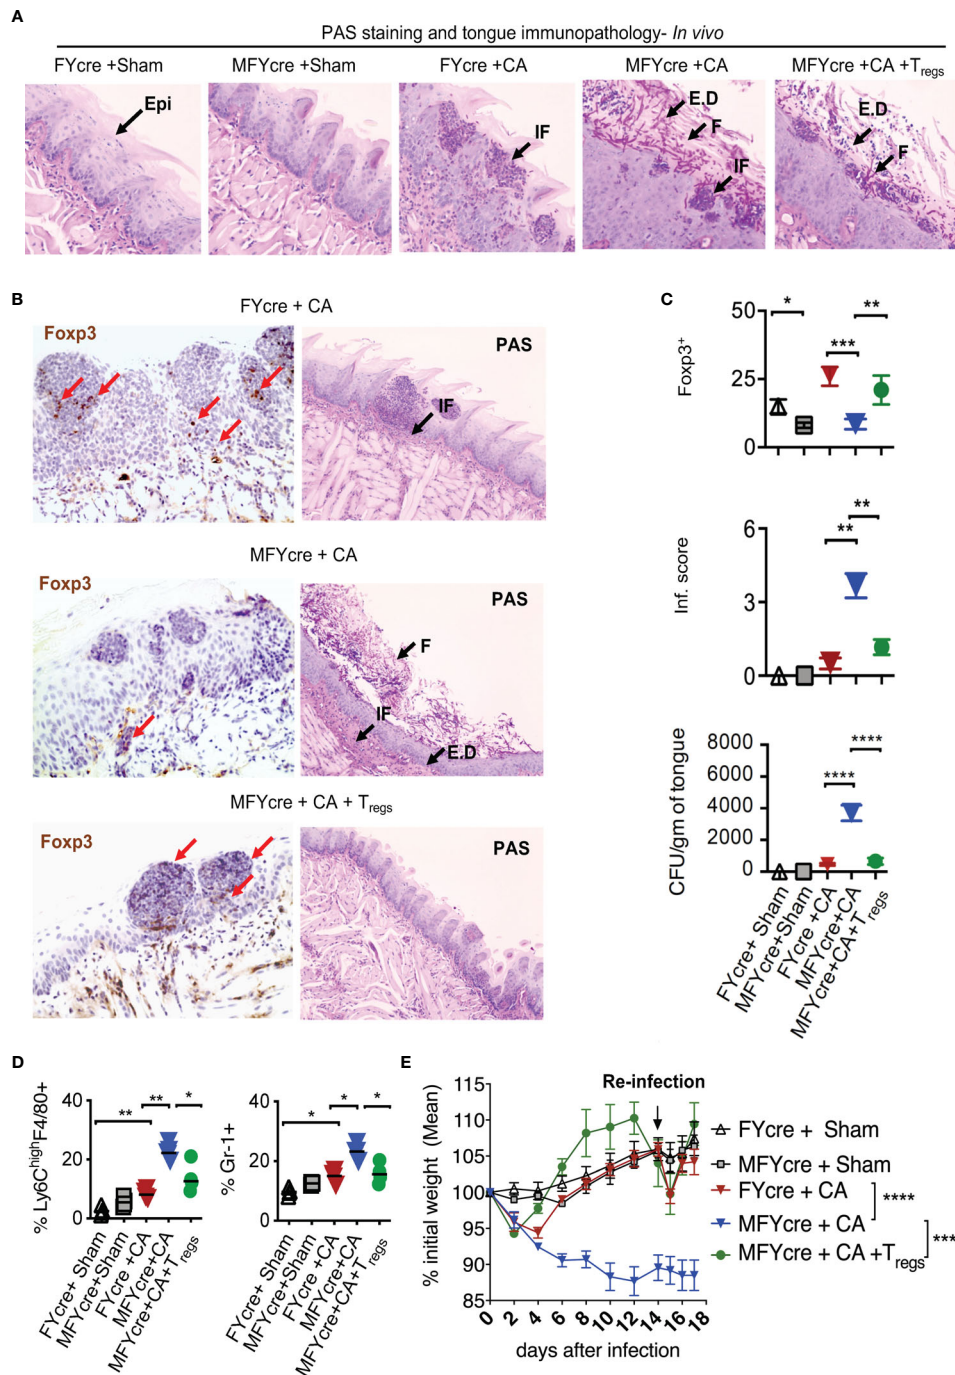 A
PAS staining and tongue immunopathology- In vivo
FYcre +Sham MFYcre +Sham FYcre +CA MFYcre +CA MFYcre +CA +Tregs
Epi
IF
E.D
F
IF
E.D
F
B
FYcre + CA
Foxp3
PAS
IF
MFYcre + CA
Foxp3
PAS
F
IF
E.D
MFYcre + CA + Tregs
Foxp3
PAS
C
Foxp3+
50
25
0
*
***
**
Inf. score
6
3
0
**
**
CFU/gm of tongue
8000
6000
4000
2000
0
****
****
FYcre+ Sham
MFYcre+Sham
FYcre +CA
MFYcre+CA
MFYcre+CA+Tregs
D
% Ly6ChighF4/80+
40
20
0
**
**
*
FYcre+ Sham
MFYcre+Sham
FYcre +CA
MFYcre+CA
MFYcre+CA+Tregs
% Gr-1+
40
20
0
*
*
*
FYcre+ Sham
MFYcre+Sham
FYcre +CA
MFYcre+CA
MFYcre+CA+Tregs
E
% initial weight (Mean)
115
110
105
100
95
90
85
Re-infection
0 2 4 6 8 10 12 14 16 18
days after infection
FYcre + Sham
MFYcre + Sham
FYcre + CA
MFYcre + CA
MFYcre + CA +Tregs
****
***